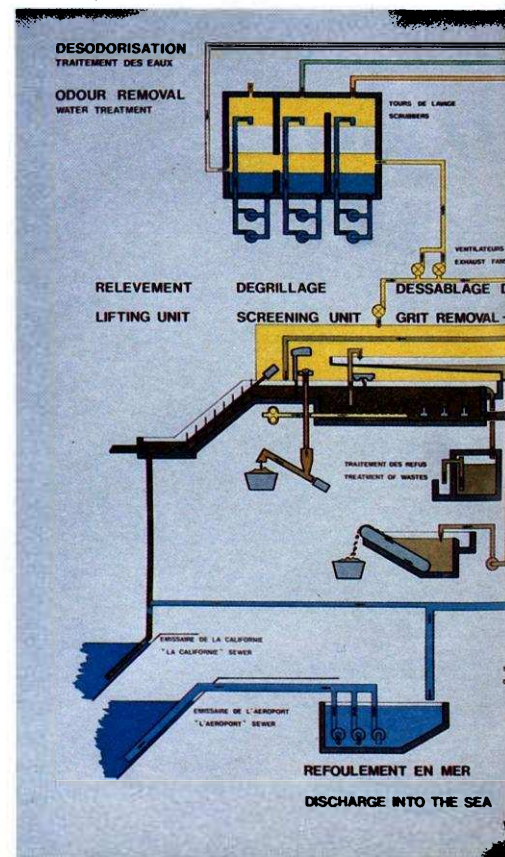 DESODORISATION
TRAITEMENT DES EAUX
ODOUR REMOVAL
WATER TREATMENT
TOURS DE LAVAGE
SCRUBBERS
VENTILATEURS
EXHAUST FANS
RELEVEMENT
LIFTING UNIT
DEGRILLAGE
SCREENING UNIT
DESSABLAGE D
GRIT REMOVAL -
TRAITEMENT DES REFUS
TREATMENT OF WASTES
EMISSAIRE DE LA CALIFORNIE
"LA CALIFORNIE" SEWER
EMISSAIRE DE L'AEROPORT
"L'AEROPORT" SEWER
REFOULEMENT EN MER
DISCHARGE INTO THE SEA